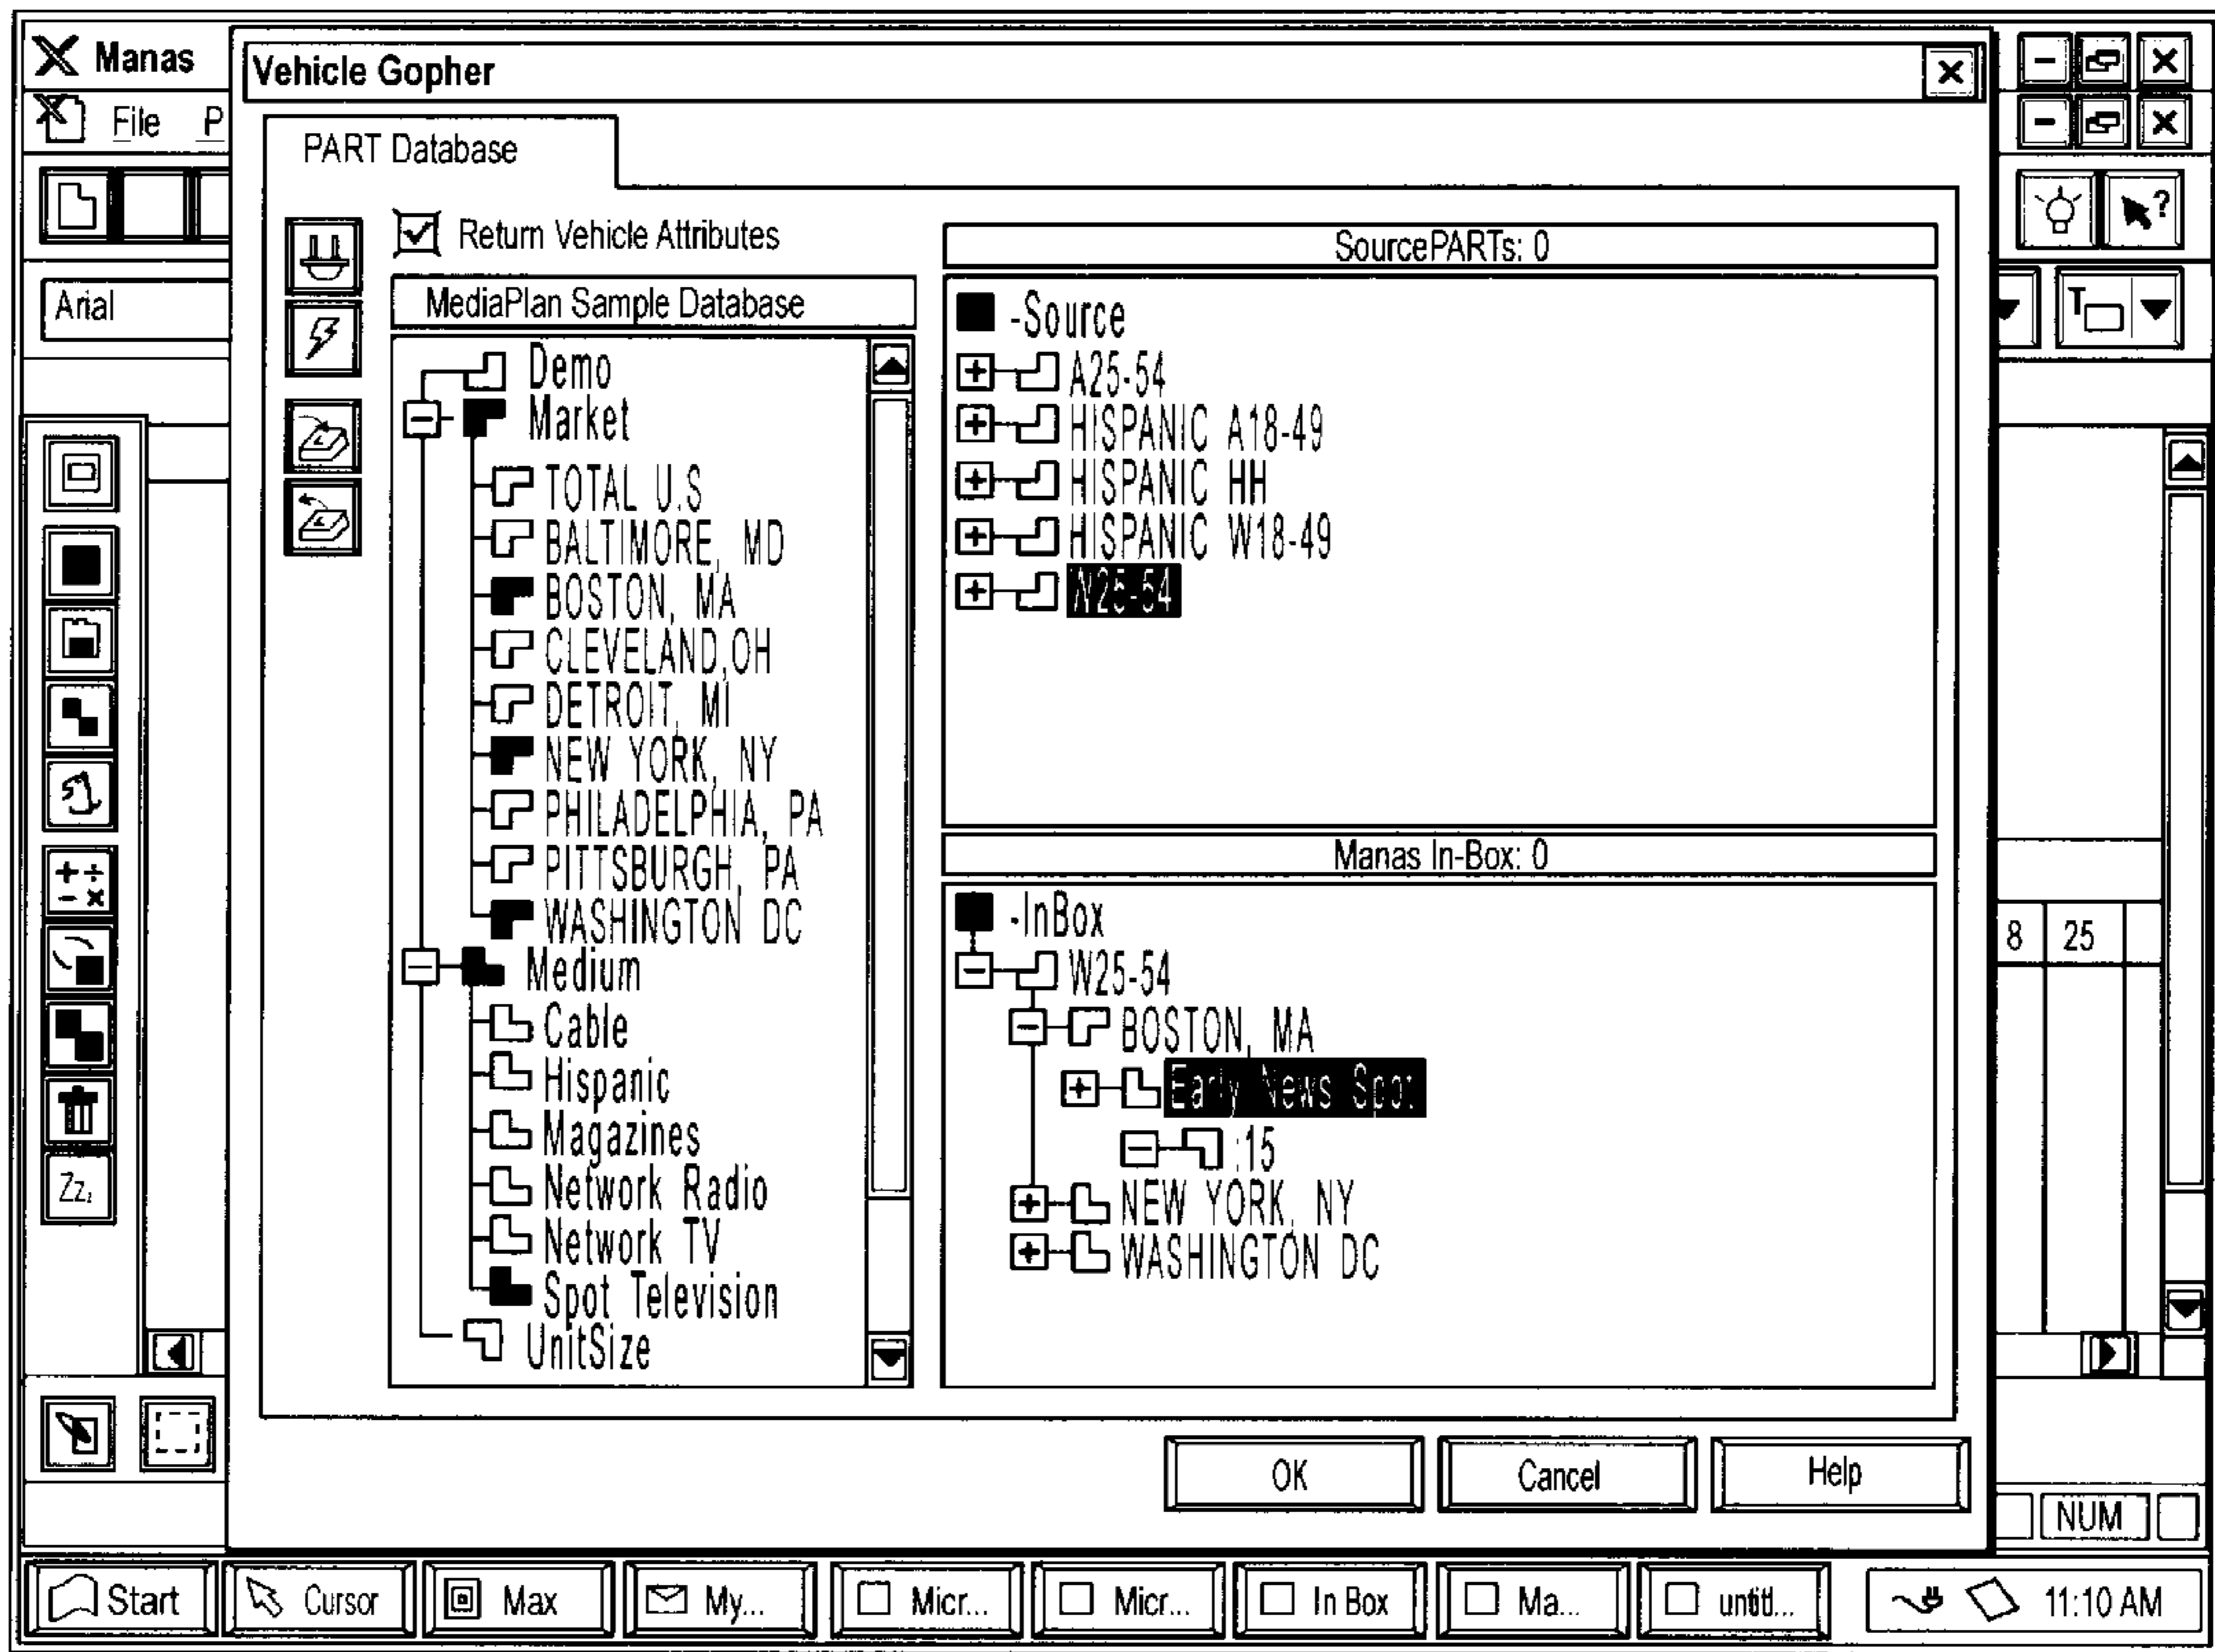 Manas
Vehicle Gopher
File P
PART Database
Return Vehicle Attributes
SourcePARTs: 0
Arial
MediaPlan Sample Database
-Source
A25-54
HISPANIC A18-49
HISPANIC HH
HISPANIC W18-49
W25-54
Demo
Market
TOTAL U.S
BALTIMORE, MD
BOSTON, MA
CLEVELAND,OH
DETROIT, MI
NEW YORK, NY
PHILADELPHIA, PA
PITTSBURGH, PA
WASHINGTON DC
Medium
Cable
Hispanic
Magazines
Network Radio
Network TV
Spot Television
UnitSize
Manas In-Box: 0
-InBox
W25-54
BOSTON, MA
Early News Spot
:15
NEW YORK, NY
WASHINGTON DC
8 25
Zz
OK Cancel Help
NUM
Start Cursor Max My... Micr... Micr... In Box Ma... untitl... 11:10 AM